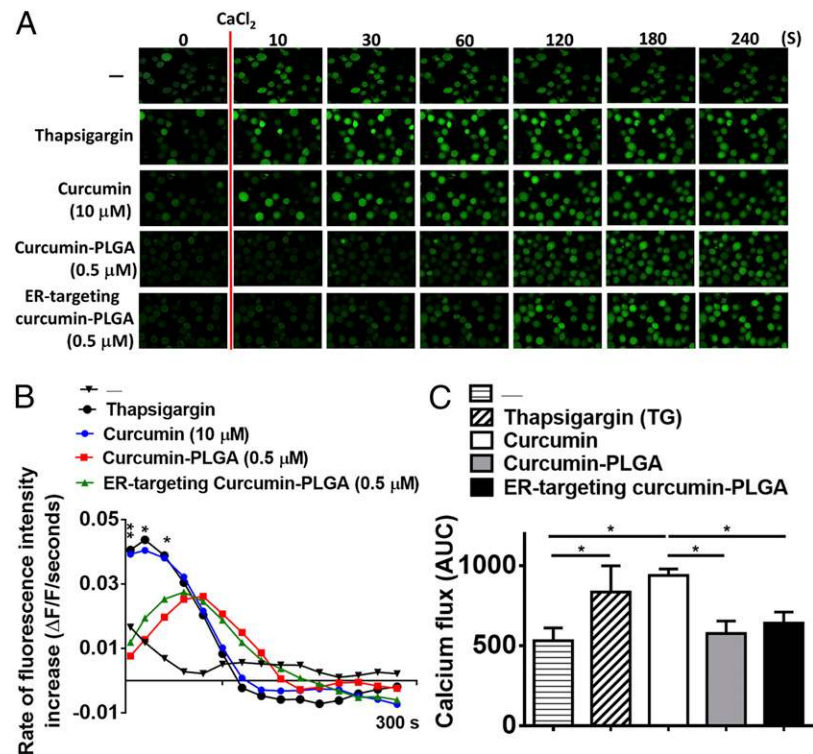 A
CaCl2
0 10 30 60 120 180 240 (S)
—
Thapsigargin
Curcumin
(10 μM)
Curcumin-PLGA
(0.5 μM)
ER-targeting
curcumin-PLGA
(0.5 μM)
B
—
Thapsigargin
Curcumin (10 μM)
Curcumin-PLGA (0.5 μM)
ER-targeting Curcumin-PLGA (0.5 μM)
Rate of fluorescence intensity
increase (ΔF/F/seconds)
0.05
0.03
0.01
-0.01
** * *
300 s
C
—
Thapsigargin (TG)
Curcumin
Curcumin-PLGA
ER-targeting curcumin-PLGA
Calcium flux (AUC)
1000
500
0
* *
* *